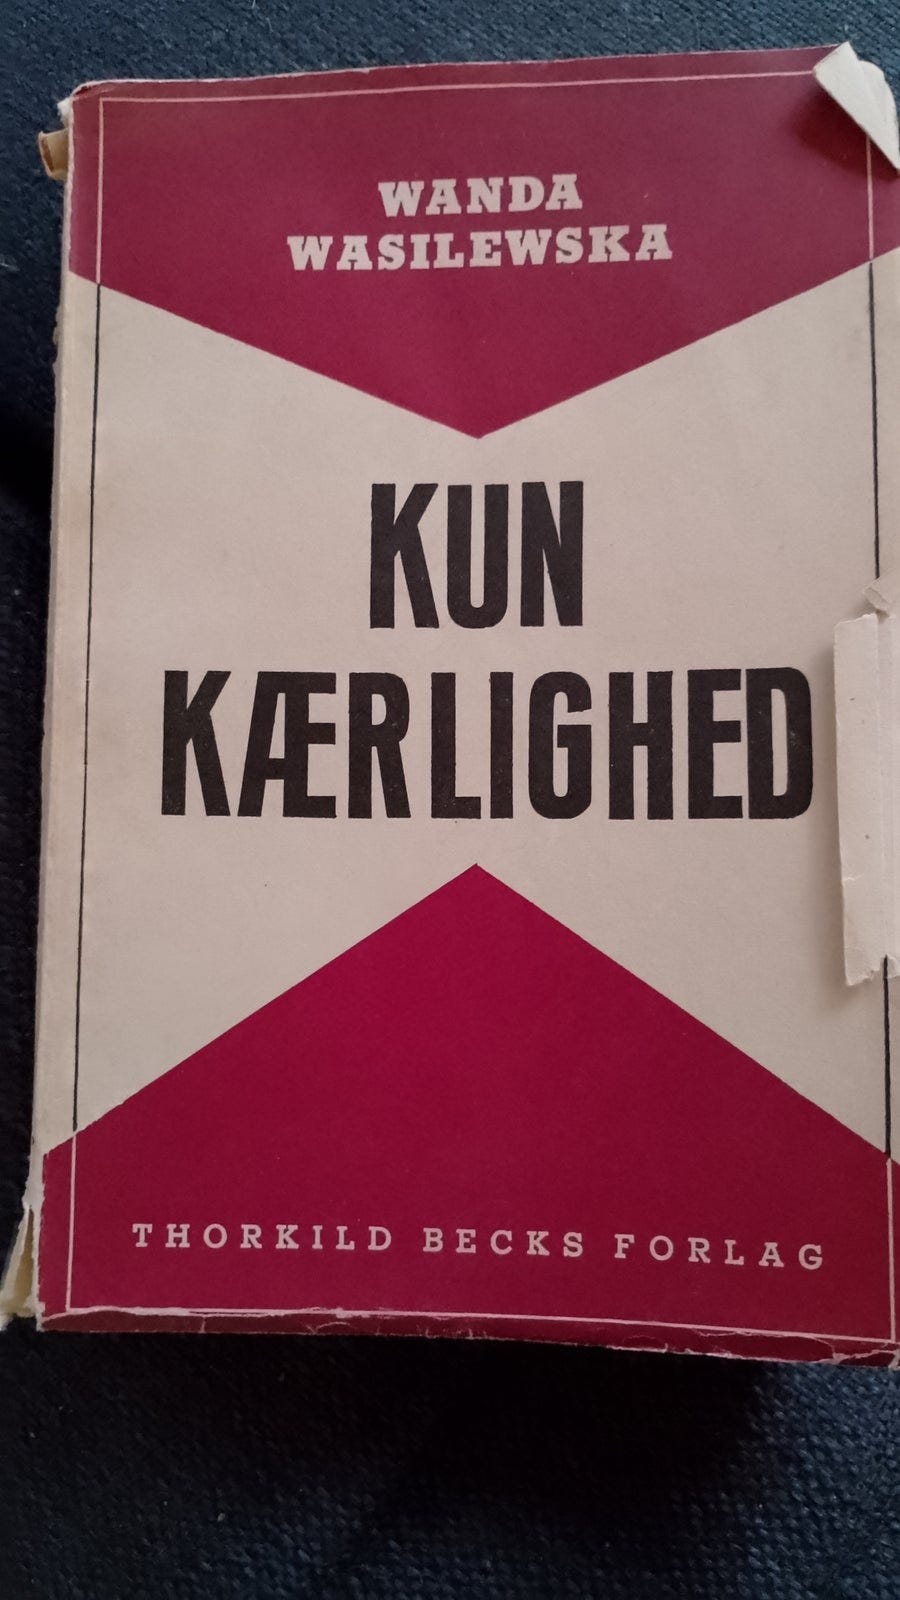 WANDA
WASILEWSKA
KUN
KÆRLIGHED
THORKILD BECKS FORLAG